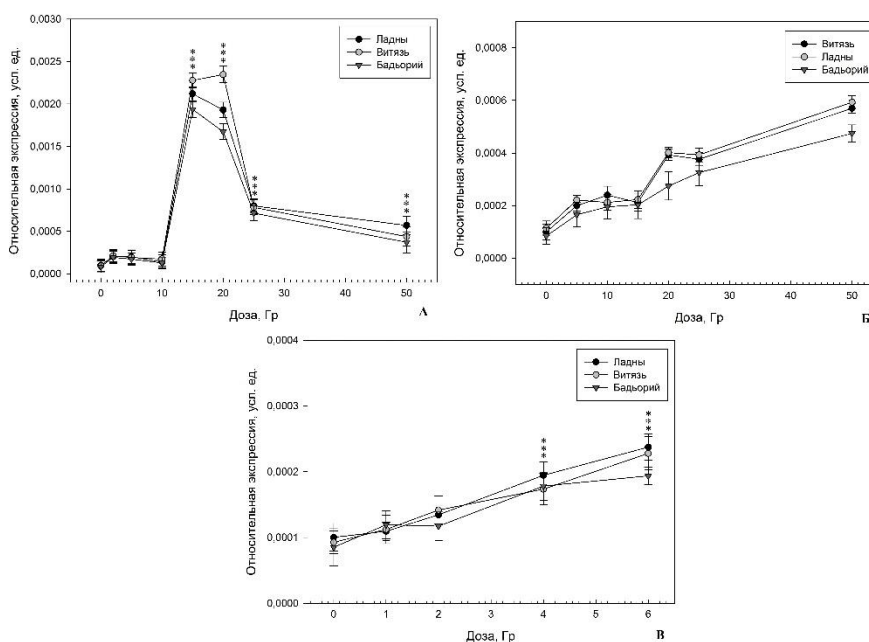 Относительная экспрессия, усл. ед.
0,0030
0,0025
0,0020
0,0015
0,0010
0,0005
0,0000
***
***
***
***
Ладны
Витязь
Бадьорий
0 10 20 30 40 50
Доза, Гр
А
Относительная экспрессия, усл. ед.
0,0008
0,0006
0,0004
0,0002
0,0000
Витязь
Ладны
Бадьорий
0 10 20 30 40 50
Доза, Гр
Б
Относительная экспрессия, усл. ед.
0,0004
0,0003
0,0002
0,0001
0,0000
***
***
Ладны
Витязь
Бадьорий
0 1 2 4 6
Доза, Гр
В